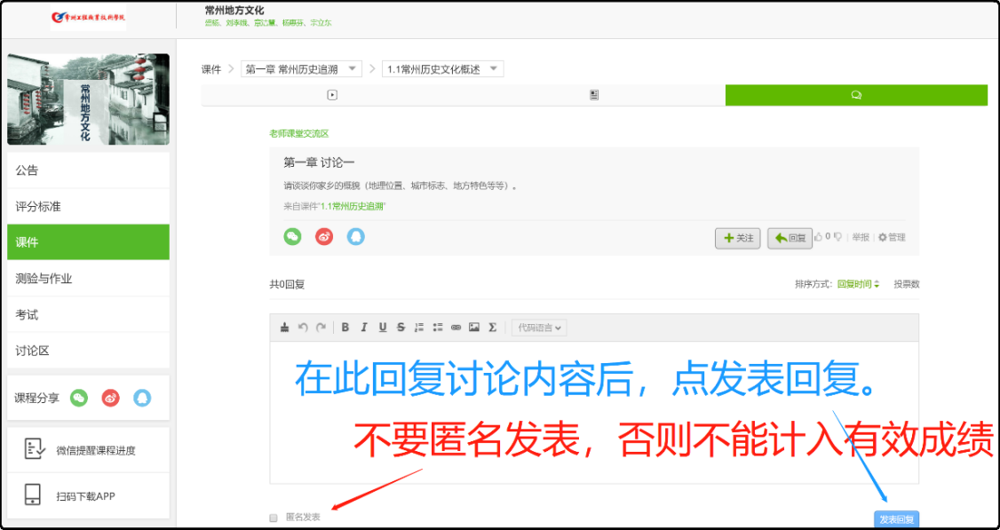 常州工程职业技术学院
常州地方文化
课件
第一章 常州历史追溯
1.1常州历史文化概述
常州地方文化
公告
评分标准
课件
测验与作业
考试
讨论区
课程分享
微信提醒课程进度
扫码下载APP
老师课堂交流区
第一章 讨论一
请谈谈你家乡的概貌（地理位置、城市标志、地方特色等等）。
来自课件"1.1常州历史追溯"
关注
回复
0
举报
管理
共0回复
排序方式: 回复时间 投票数
B I U S Σ 代码语言
在此回复讨论内容后，点发表回复。
不要匿名发表，否则不能计入有效成绩
匿名发表
发表回复